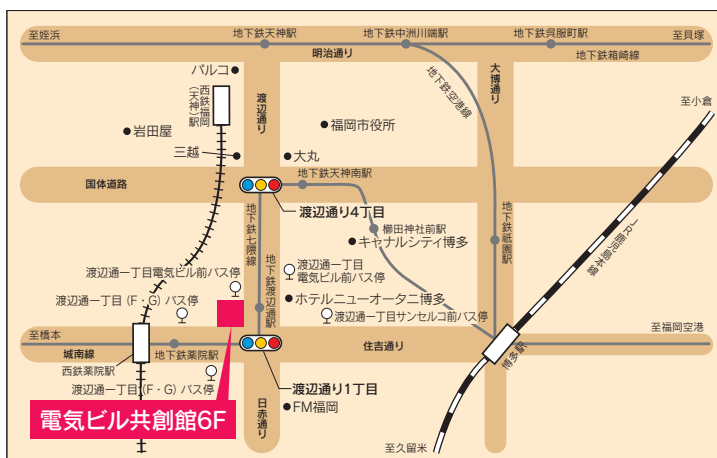 至姪浜
地下鉄天神駅
地下鉄中洲川端駅
地下鉄呉服町駅
至貝塚
明治通り
地下鉄箱崎線
パルコ
西鉄福岡
(天神)駅
渡辺通り
地下鉄空港線
大博通り
至小倉
岩田屋
福岡市役所
三越
大丸
国体道路
地下鉄天神南駅
渡辺通り4丁目
地下鉄七隈線
櫛田神社前駅
キャナルシティ博多
地下鉄祇園駅
JR鹿児島本線
渡辺通一丁目電気ビル前バス停
渡辺通一丁目
電気ビル前バス停
地下鉄渡辺通駅
渡辺通一丁目(F・G)バス停
ホテルニューオータニ博多
渡辺通一丁目サンセルコ前バス停
至橋本
至福岡空港
城南線
地下鉄薬院駅
住吉通り
博多駅
西鉄薬院駅
渡辺通一丁目(F・G)バス停
渡辺通り1丁目
電気ビル共創館6F
日赤通り
FM福岡
至久留米